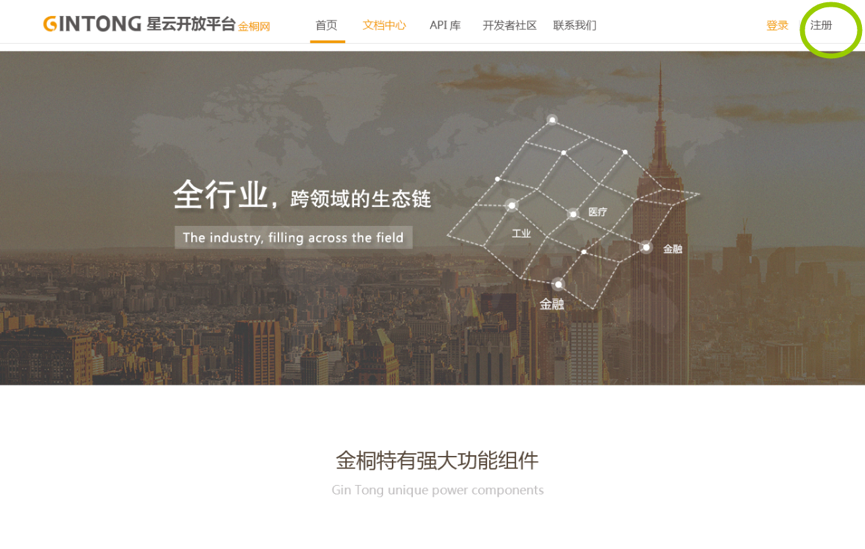 GINTONG 星云开放平台 金桐网 首页 文档中心 API 库 开发者社区 联系我们 登录 注册
全行业，跨领域的生态链
The industry, filling across the field
医疗
工业
金融
金融
金桐特有强大功能组件
Gin Tong unique power components